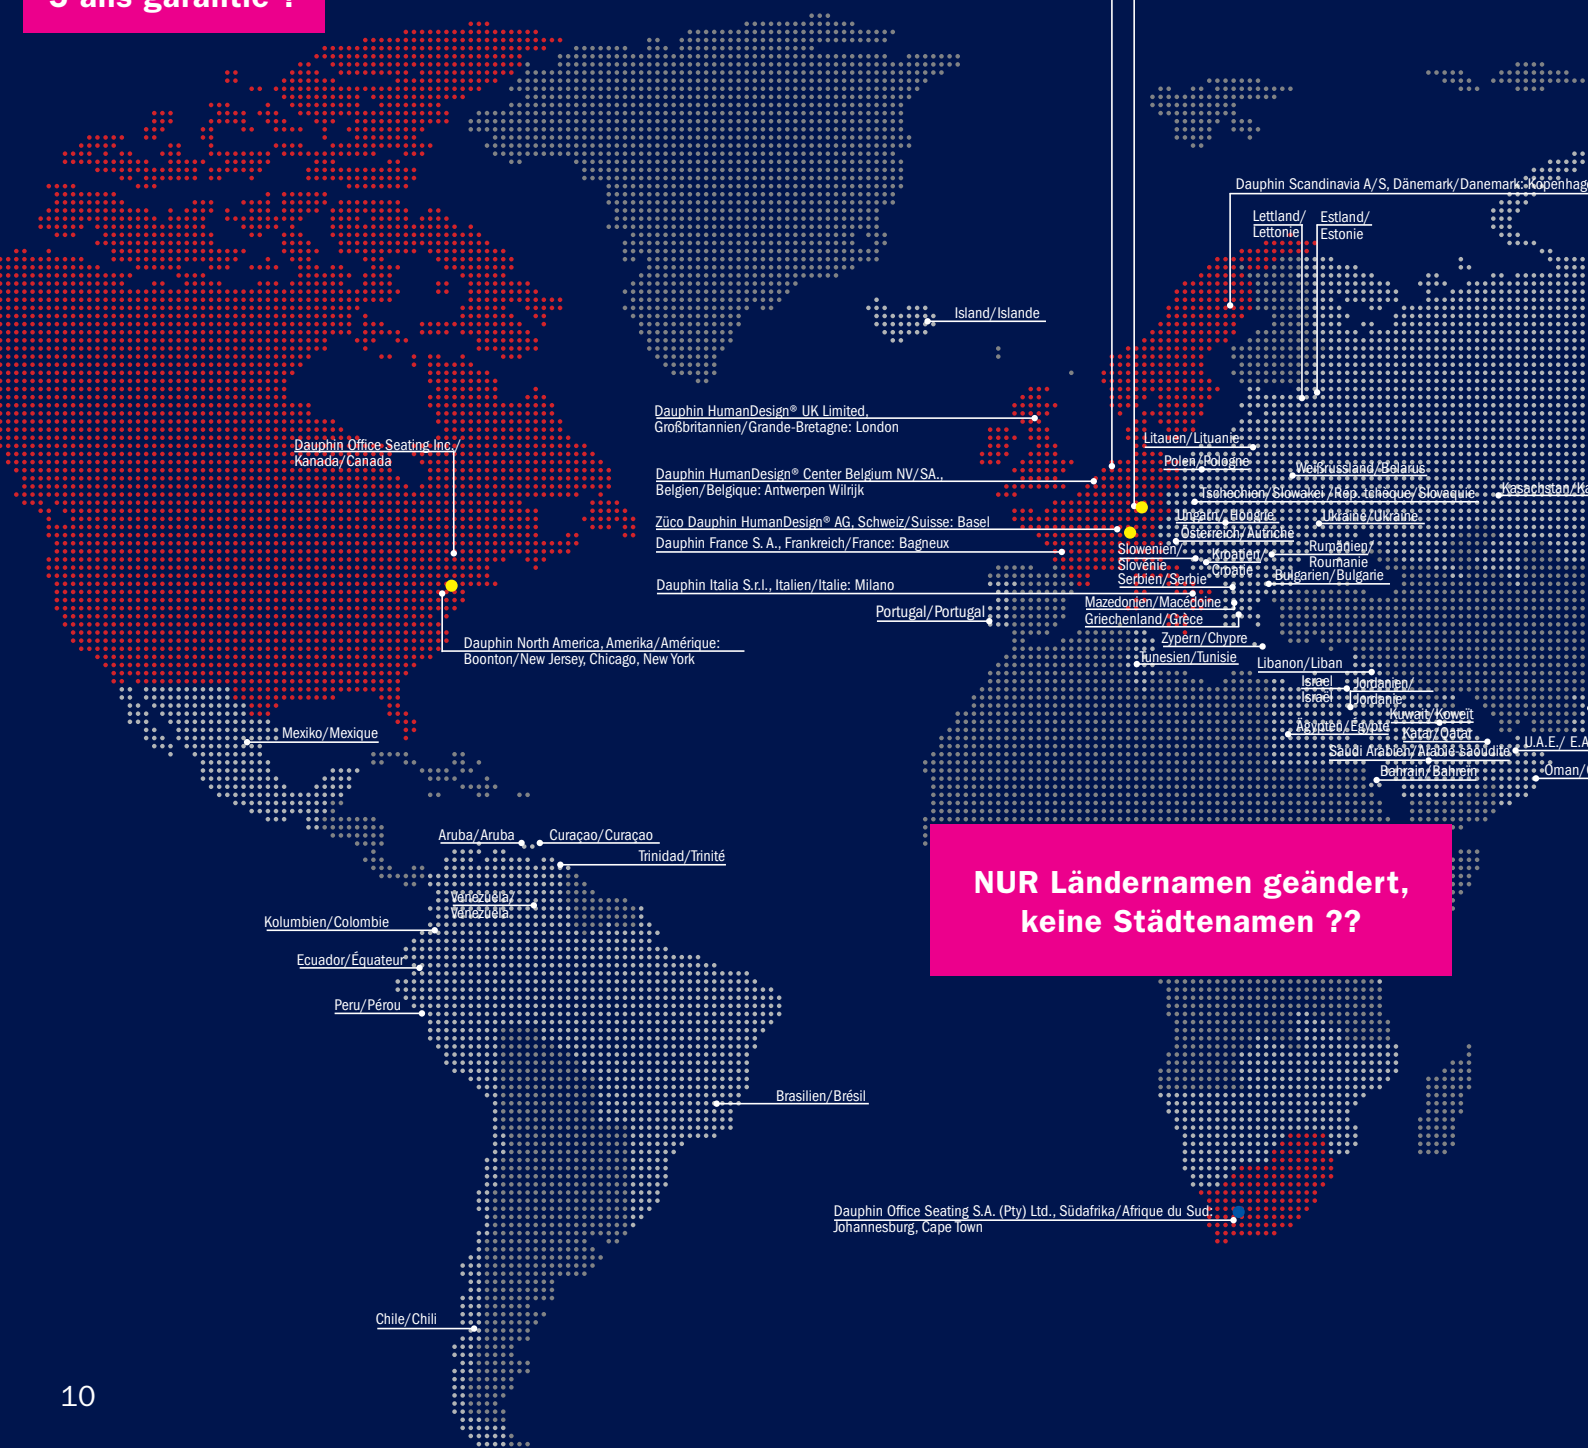 5 ans garantie ?
Dauphin Scandinavia A/S, Dänemark/Danemark: Kopenhag
Lettland/
Lettonie
Estland/
Estonie
Island/Islande
Dauphin HumanDesign® UK Limited,
Großbritannien/Grande-Bretagne: London
Dauphin Office Seating Inc./
Kanada/Canada
Litauen/Lituanie
Polen/Pologne
Weißrussland/Bélarus
Dauphin HumanDesign® Center Belgium NV/SA.,
Belgien/Belgique: Antwerpen Wilrijk
Tschechien/Slowakei /Rép. tchèque/Slovaquie
Kasachstan/Ka
Ungarn/ Hongrie
Ukraine/Ukraine
Züco Dauphin HumanDesign® AG, Schweiz/Suisse: Basel
Österreich/Autriche
Dauphin France S. A., Frankreich/France: Bagneux
Slowenien/
Slovénie
Kroatien/
Croatie
Rumänien/
Roumanie
Serbien/Serbie
Bulgarien/Bulgarie
Dauphin Italia S.r.l., Italien/Italie: Milano
Mazedonien/Macédoine
Portugal/Portugal
Griechenland/Grèce
Zypern/Chypre
Dauphin North America, Amerika/Amérique:
Boonton/New Jersey, Chicago, New York
Tunesien/Tunisie
Libanon/Liban
Israel
Israël
Jordanien/
Jordanie
Kuwait/Koweït
Ägypten/Égypte
Katar/Qatar
Mexiko/Mexique
U.A.E./ E.A
Saudi Arabien/Arabie saoudite
Bahrain/Bahreïn
Oman/
Aruba/Aruba
Curaçao/Curaçao
Trinidad/Trinité
Venezuela/
Venezuela
NUR Ländernamen geändert,
keine Städtenamen ??
Kolumbien/Colombie
Ecuador/Équateur
Peru/Pérou
Brasilien/Brésil
Dauphin Office Seating S.A. (Pty) Ltd., Südafrika/Afrique du Sud:
Johannesburg, Cape Town
Chile/Chili
10